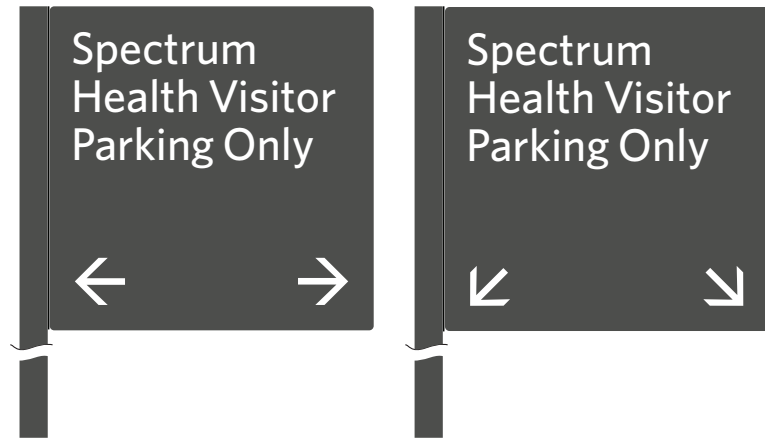 Spectrum
Health Visitor
Parking Only
Spectrum
Health Visitor
Parking Only